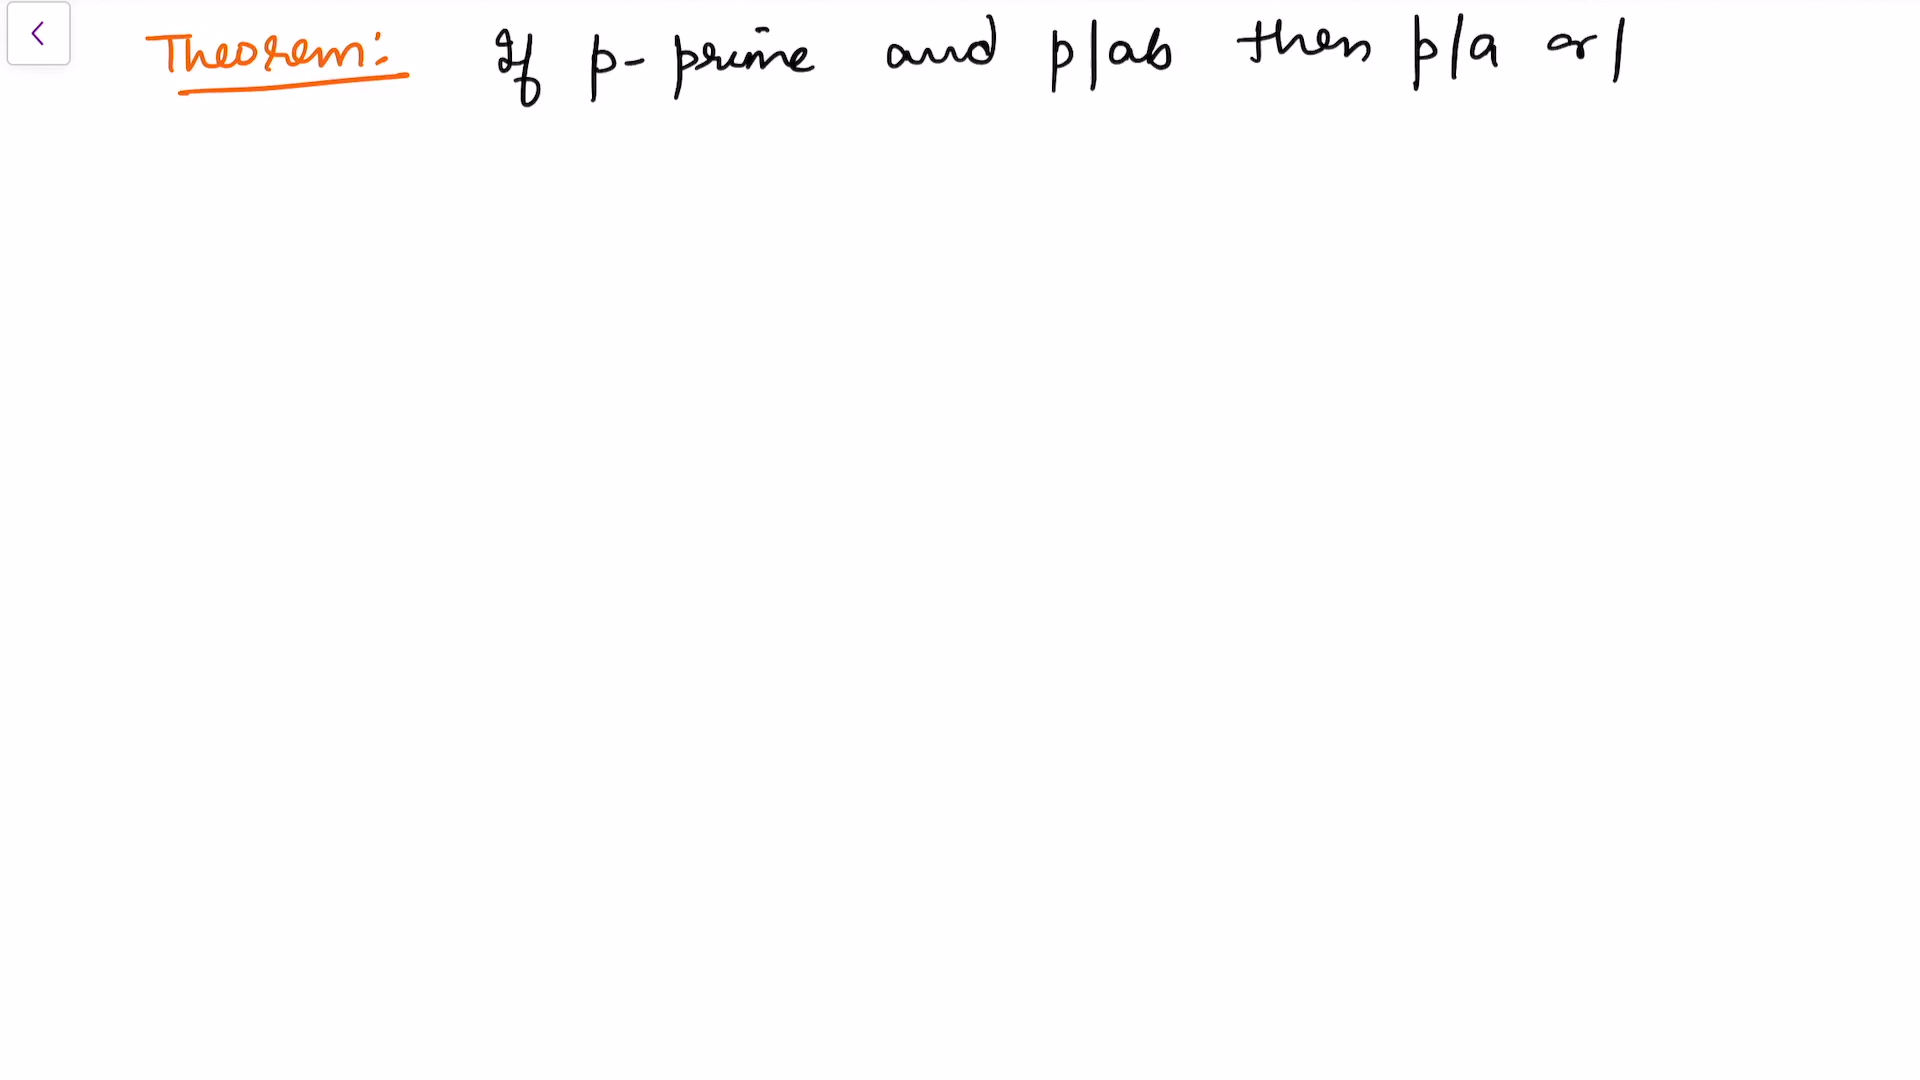 Theorem: If p- prime and p|ab then p|a or |